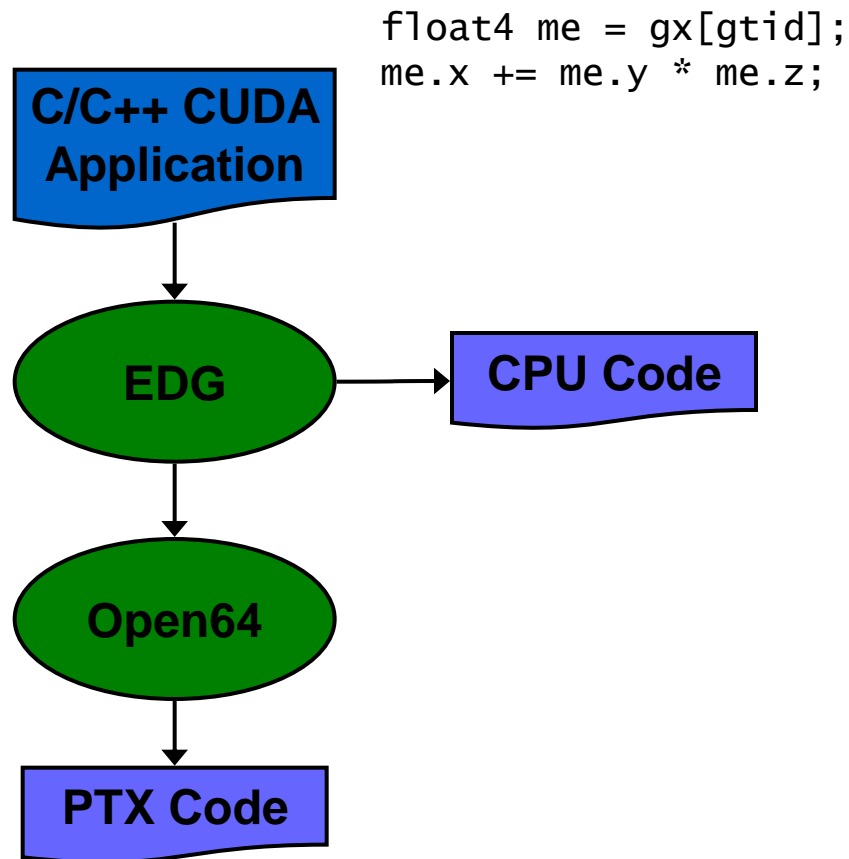 float4 me = gx[gtid];
me.x += me.y * me.z;
C/C++ CUDA
Application
EDG
CPU Code
Open64
PTX Code